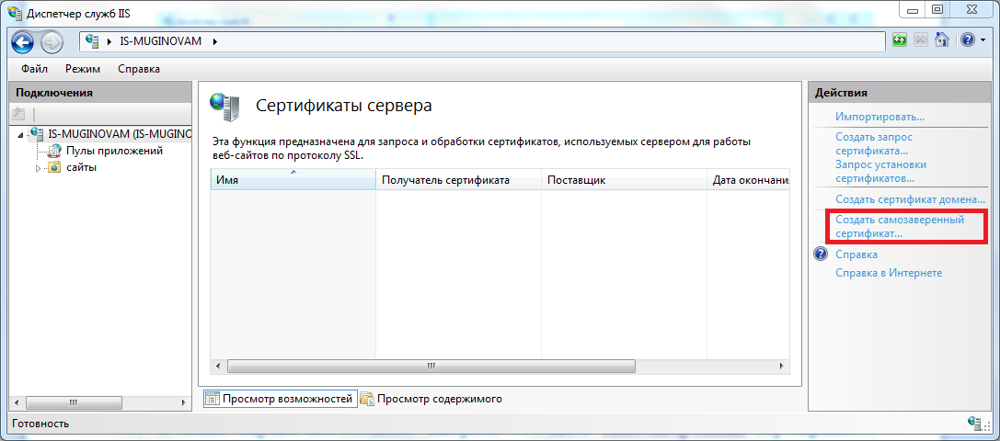 Диспетчер служб IIS
IS-MUGINOVAM
Файл Режим Справка
Подключения
IS-MUGINOVAM (IS-MUGINO
Пулы приложений
сайты
Сертификаты сервера
Эта функция предназначена для запроса и обработки сертификатов, используемых сервером для работы
веб-сайтов по протоколу SSL.
Имя Получатель сертификата Поставщик Дата окончани
Просмотр возможностей Просмотр содержимого
Действия
Импортировать...
Создать запрос
сертификата...
Запрос установки
сертификатов...
Создать сертификат домена...
Создать самозаверенный
сертификат...
Справка
Справка в Интернете
Готовность